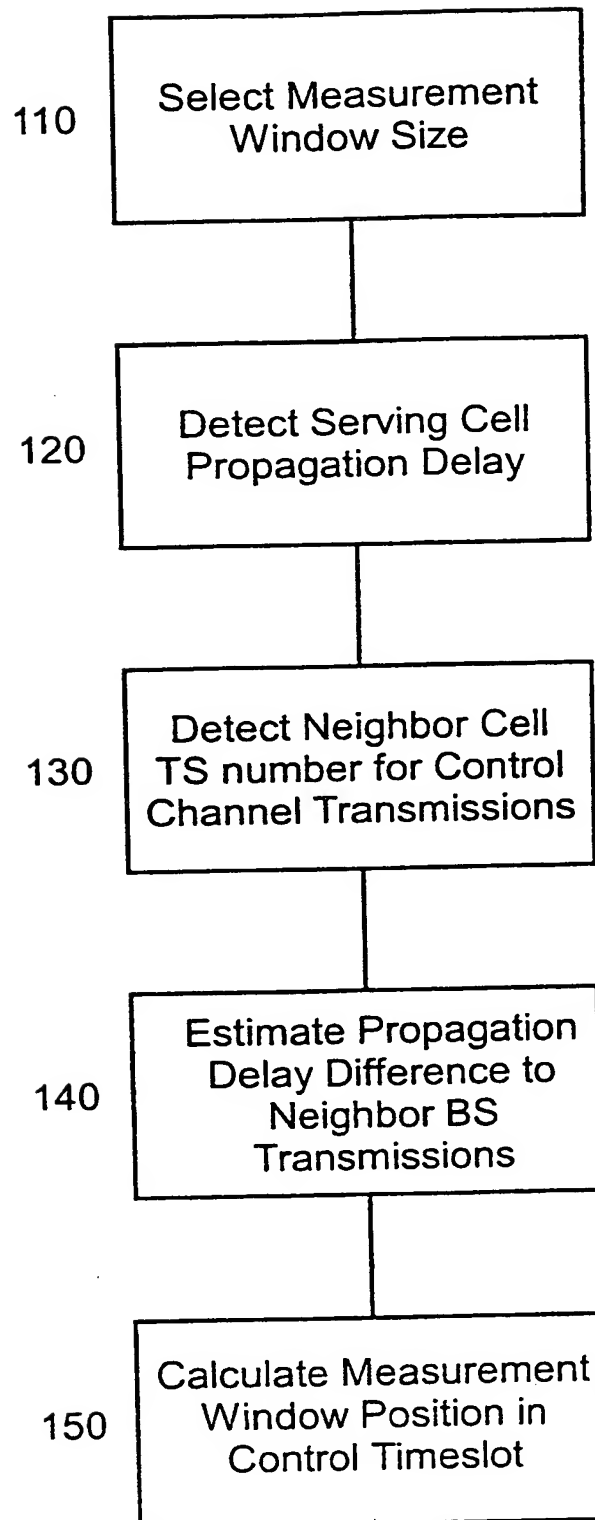 110
Select Measurement
Window Size
120
Detect Serving Cell
Propagation Delay
130
Detect Neighbor Cell
TS number for Control
Channel Transmissions
140
Estimate Propagation
Delay Difference to
Neighbor BS
Transmissions
150
Calculate Measurement
Window Position in
Control Timeslot